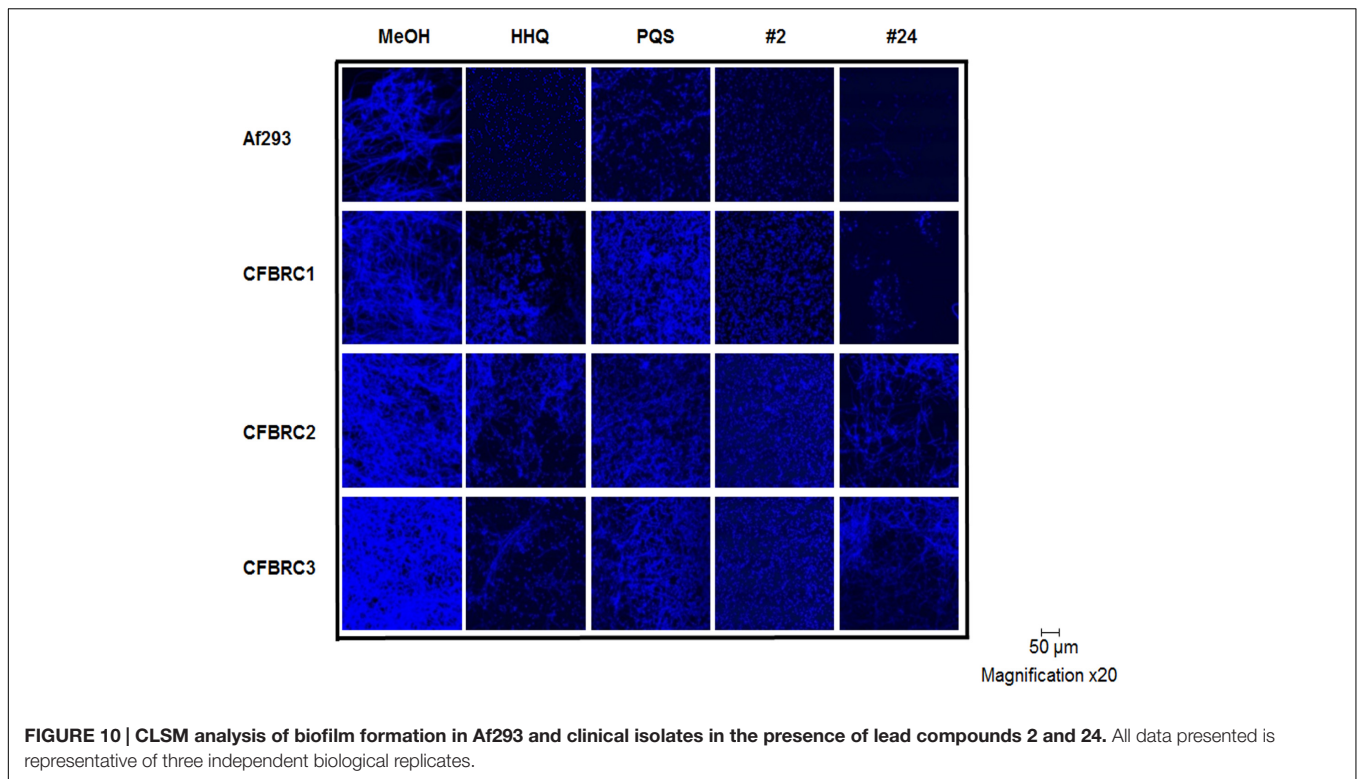 MeOH HHQ PQS #2 #24
Af293
CFBRC1
CFBRC2
CFBRC3
50 µm
Magnification x20
FIGURE 10 | CLSM analysis of biofilm formation in Af293 and clinical isolates in the presence of lead compounds 2 and 24. All data presented is
representative of three independent biological replicates.